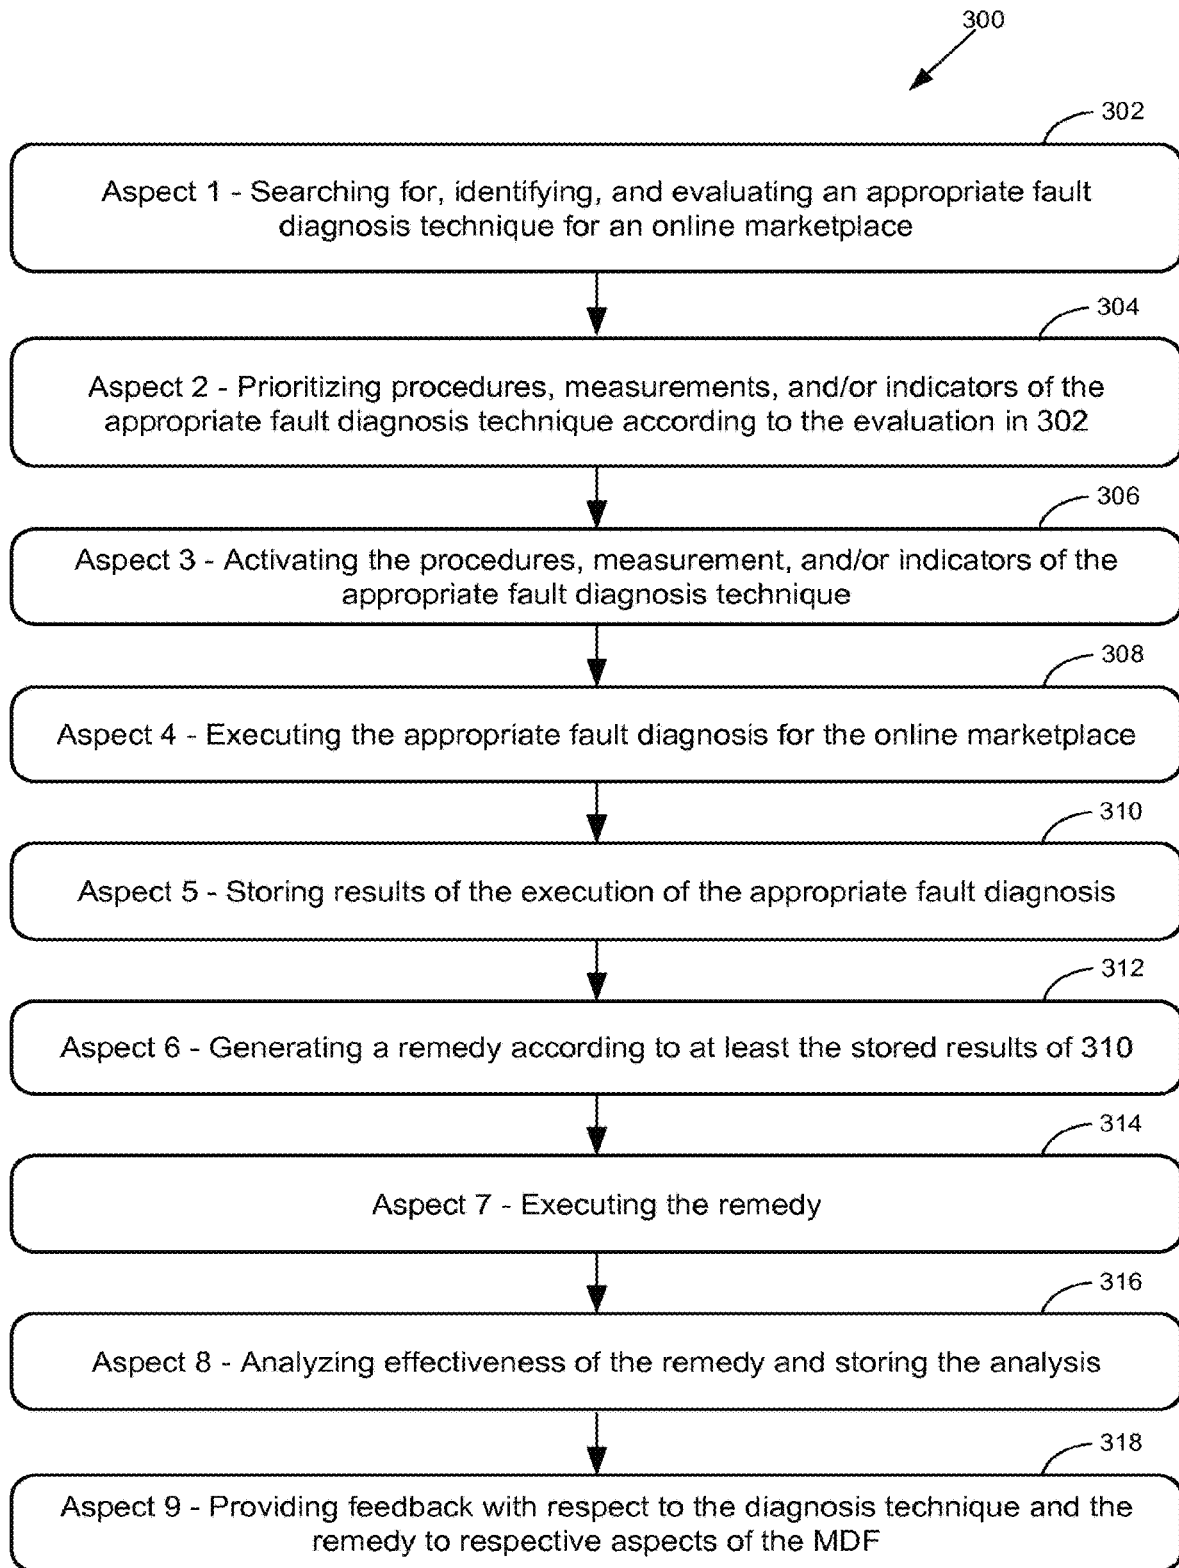 300
302
Aspect 1 - Searching for, identifying, and evaluating an appropriate fault
diagnosis technique for an online marketplace
304
Aspect 2 - Prioritizing procedures, measurements, and/or indicators of the
appropriate fault diagnosis technique according to the evaluation in 302
306
Aspect 3 - Activating the procedures, measurement, and/or indicators of the
appropriate fault diagnosis technique
308
Aspect 4 - Executing the appropriate fault diagnosis for the online marketplace
310
Aspect 5 - Storing results of the execution of the appropriate fault diagnosis
312
Aspect 6 - Generating a remedy according to at least the stored results of 310
314
Aspect 7 - Executing the remedy
316
Aspect 8 - Analyzing effectiveness of the remedy and storing the analysis
318
Aspect 9 - Providing feedback with respect to the diagnosis technique and the
remedy to respective aspects of the MDF